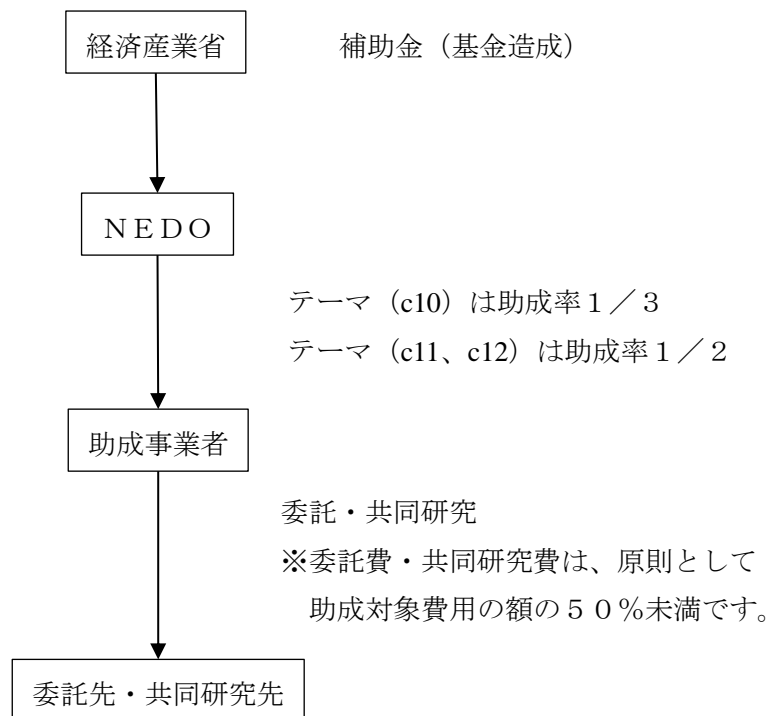 経済産業省
補助金（基金造成）
ＮＥＤＯ
テーマ（c10）は助成率１／３
テーマ（c11、c12）は助成率１／２
助成事業者
委託・共同研究
※委託費・共同研究費は、原則として
助成対象費用の額の５０％未満です。
委託先・共同研究先